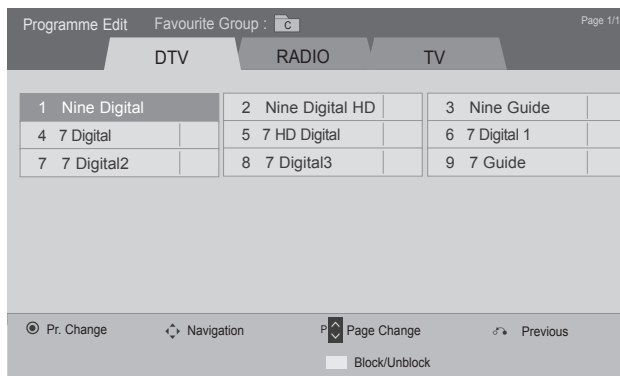 Programme Edit Favourite Group : C Page 1/1
DTV RADIO TV
1 Nine Digital 2 Nine Digital HD 3 Nine Guide
4 7 Digital 5 7 HD Digital 6 7 Digital 1
7 7 Digital2 8 7 Digital3 9 7 Guide
Pr. Change Navigation P Page Change Previous
Block/Unblock